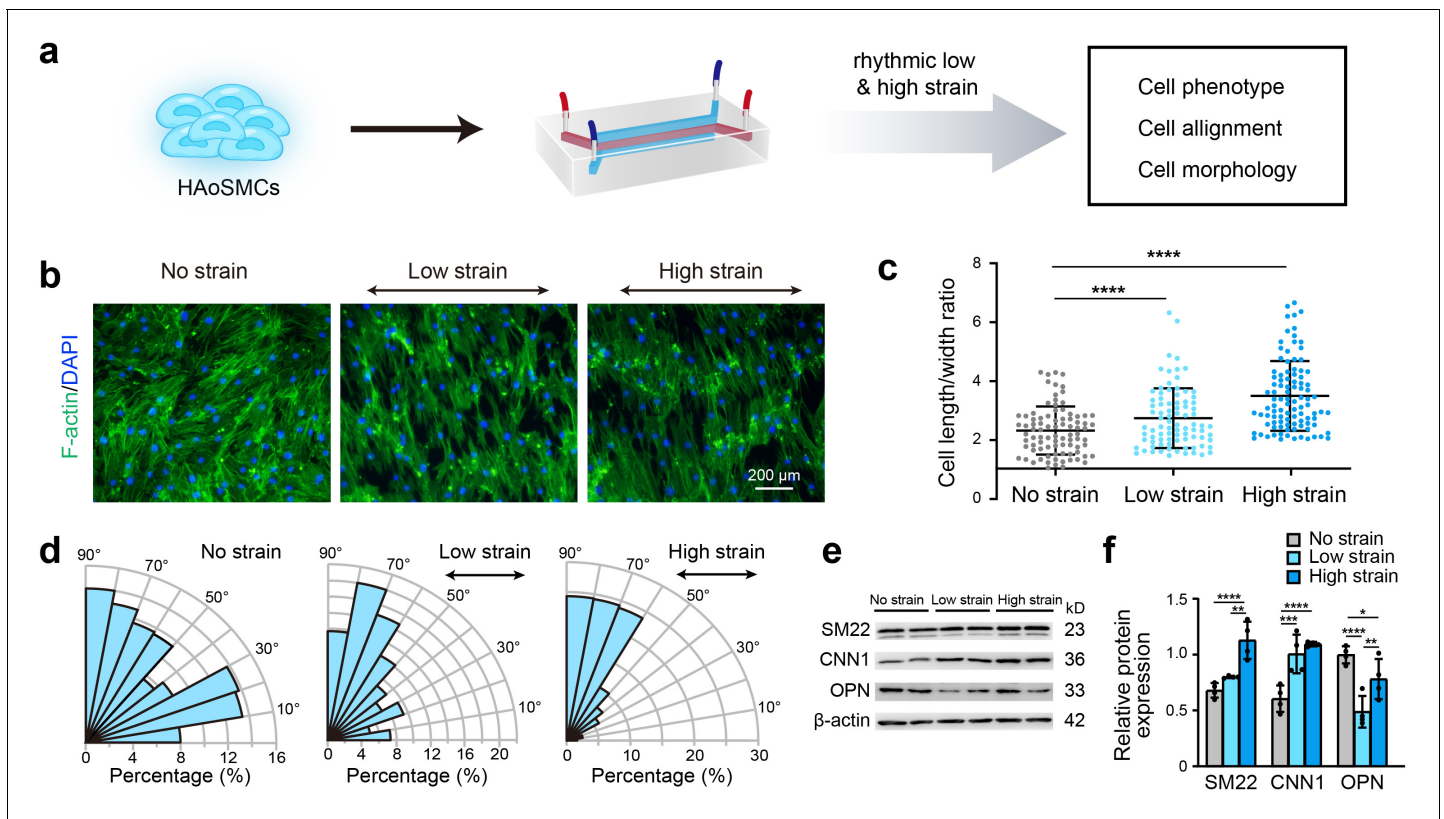 a
HAoSMCs
rhythmic low
& high strain
Cell phenotype
Cell allignment
Cell morphology
b
No strain
Low strain
High strain
F-actin/DAPI
200 µm
c
Cell length/width ratio
8
6
4
2
0
****
****
No strain
Low strain
High strain
d
No strain
90°
70°
50°
30°
10°
0 4 8 12 16
Percentage (%)
Low strain
90°
70°
50°
30°
10°
0 4 8 12 16 20
Percentage (%)
High strain
90°
70°
50°
30°
10°
0 10 20 30
Percentage (%)
e
No strain Low strain High strain kD
SM22 23
CNN1 36
OPN 33
β-actin 42
f
No strain
Low strain
High strain
Relative protein
expression
1.5
1.0
0.5
0
****
**
****
***
*
****
**
SM22 CNN1 OPN